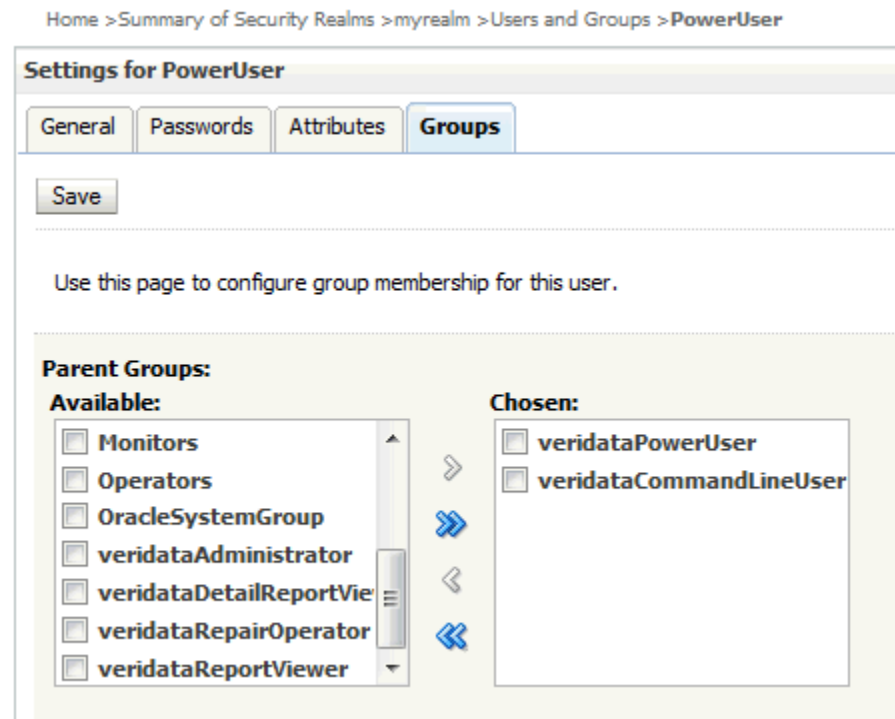 Home >Summary of Security Realms >myrealm >Users and Groups >PowerUser
Settings for PowerUser
General Passwords Attributes Groups
Save
Use this page to configure group membership for this user.
Parent Groups:
Available:
Monitors
Operators
OracleSystemGroup
veridataAdministrator
veridataDetailReportVie
veridataRepairOperator
veridataReportViewer
Chosen:
veridataPowerUser
veridataCommandLineUser